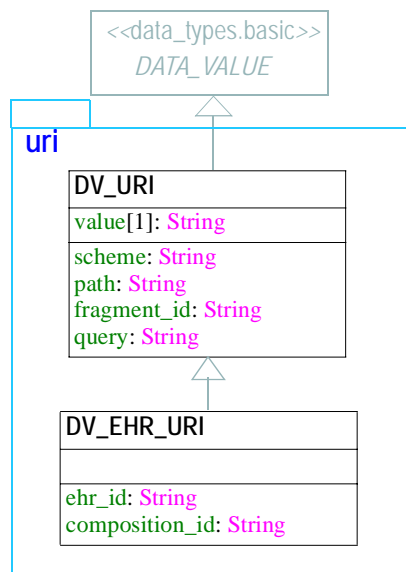 <<data_types.basic>>
DATA_VALUE
uri
DV_URI
value[1]: String
scheme: String
path: String
fragment_id: String
query: String
DV_EHR_URI
ehr_id: String
composition_id: String